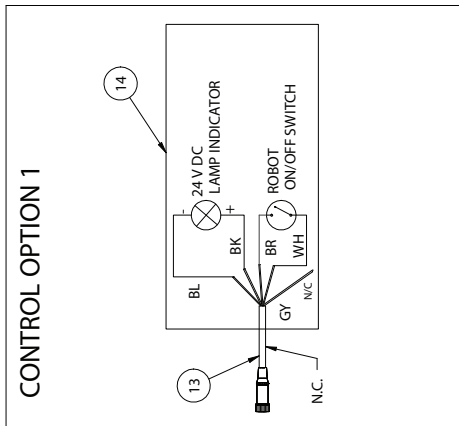 CONTROL OPTION 1
14
24 V DC
LAMP INDICATOR
-
+
ROBOT
ON/OFF SWITCH
BL
BK
BR
WH
GY
N/C
13
N.C.